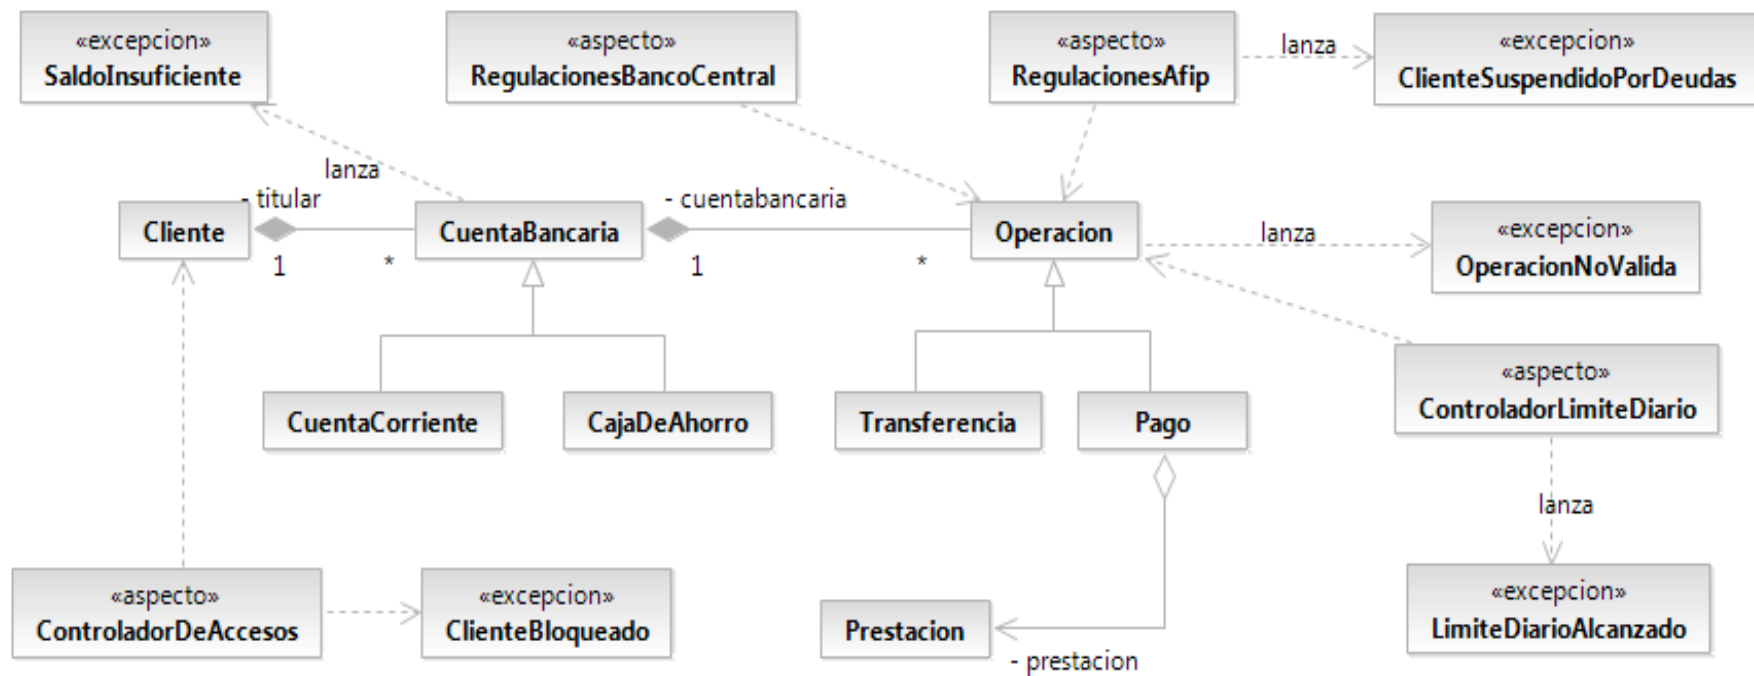 «excepcion»
SaldoInsuficiente
«aspecto»
RegulacionesBancoCentral
«aspecto»
RegulacionesAfip
lanza
«excepcion»
ClienteSuspendidoPorDeudas
lanza
- titular
- cuentabancaria
Cliente
1
*
CuentaBancaria
1
*
Operacion
lanza
«excepcion»
OperacionNoValida
CuentaCorriente
CajaDeAhorro
Transferencia
Pago
«aspecto»
ControladorLimiteDiario
lanza
«aspecto»
ControladorDeAccesos
«excepcion»
ClienteBloqueado
Prestacion
- prestacion
«excepcion»
LimiteDiarioAlcanzado